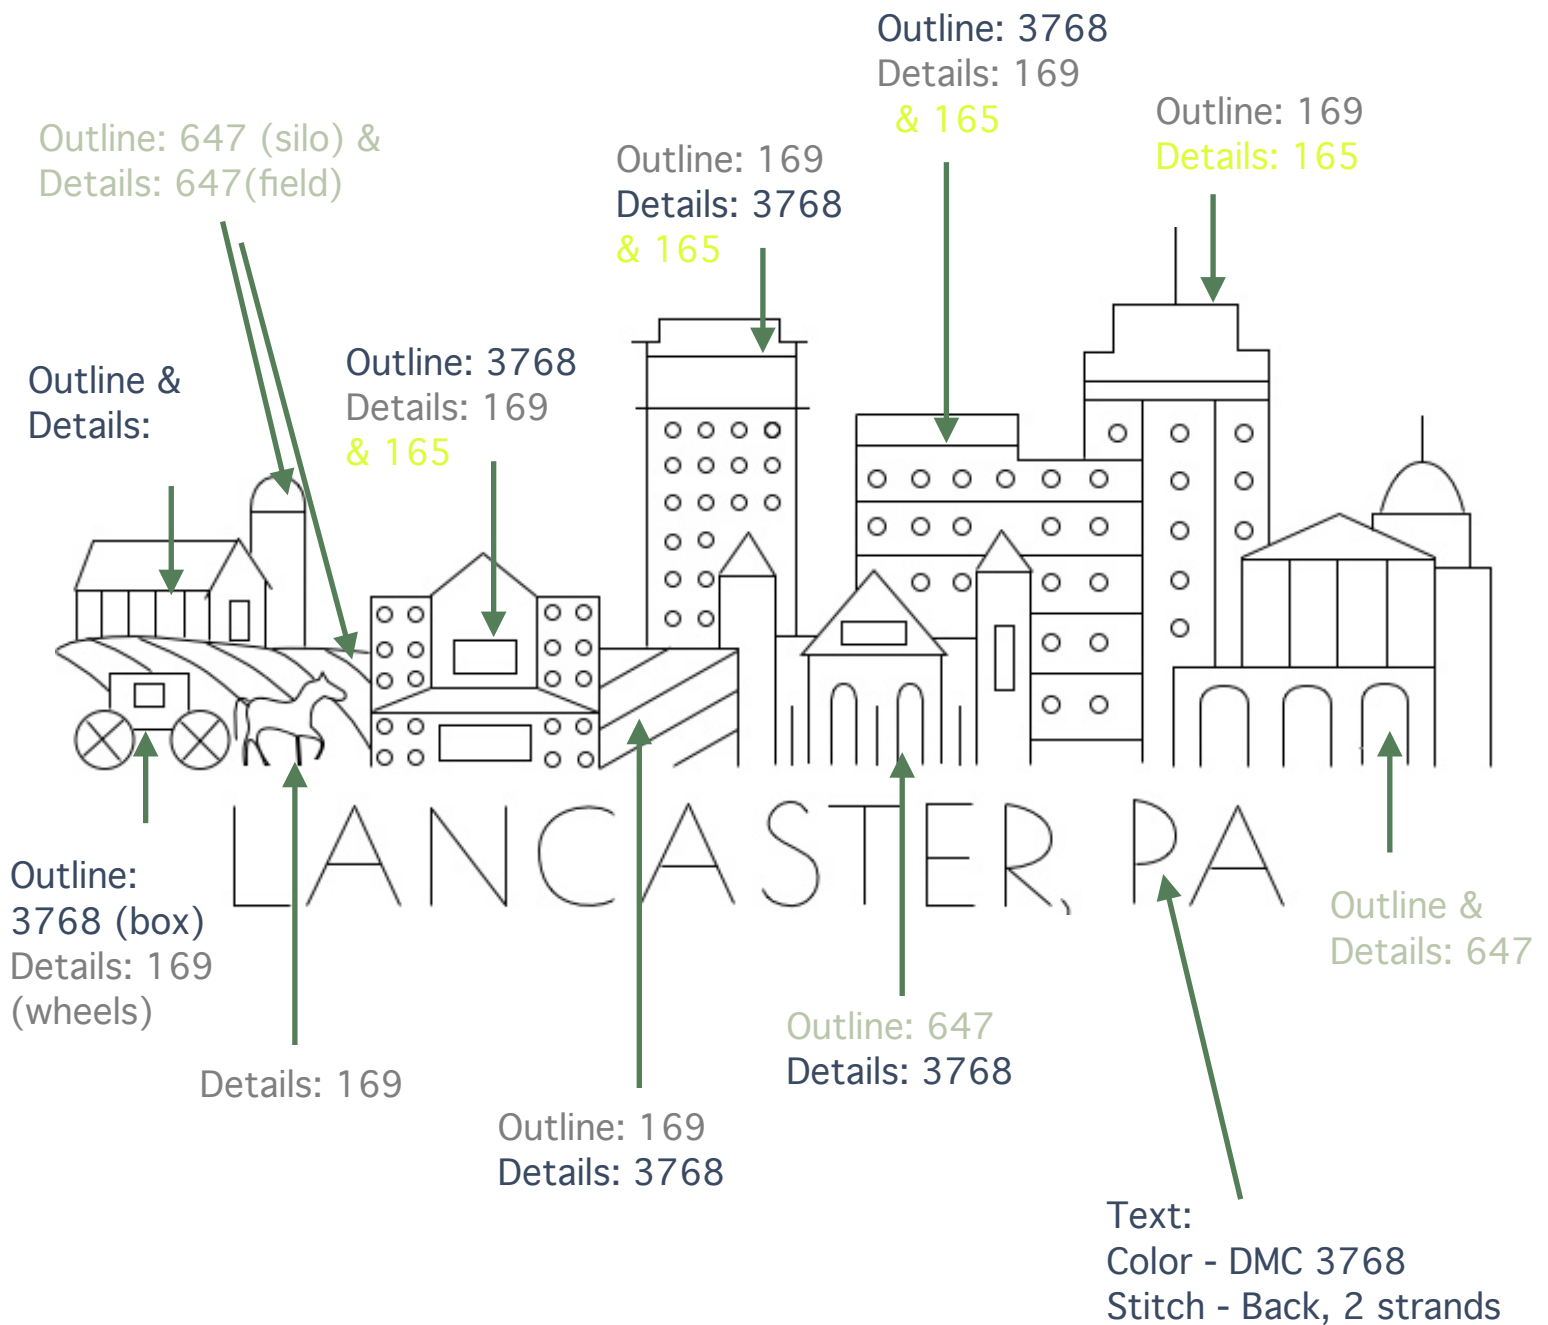 Outline: 3768
Details: 169
& 165
Outline: 169
Details: 165
Outline: 647 (silo) &
Details: 647(field)
Outline: 169
Details: 3768
& 165
Outline &
Details:
Outline: 3768
Details: 169
& 165
LANCASTER, PA
Outline:
3768 (box)
Details: 169
(wheels)
Outline &
Details: 647
Details: 169
Outline: 647
Details: 3768
Outline: 169
Details: 3768
Text:
Color - DMC 3768
Stitch - Back, 2 strands